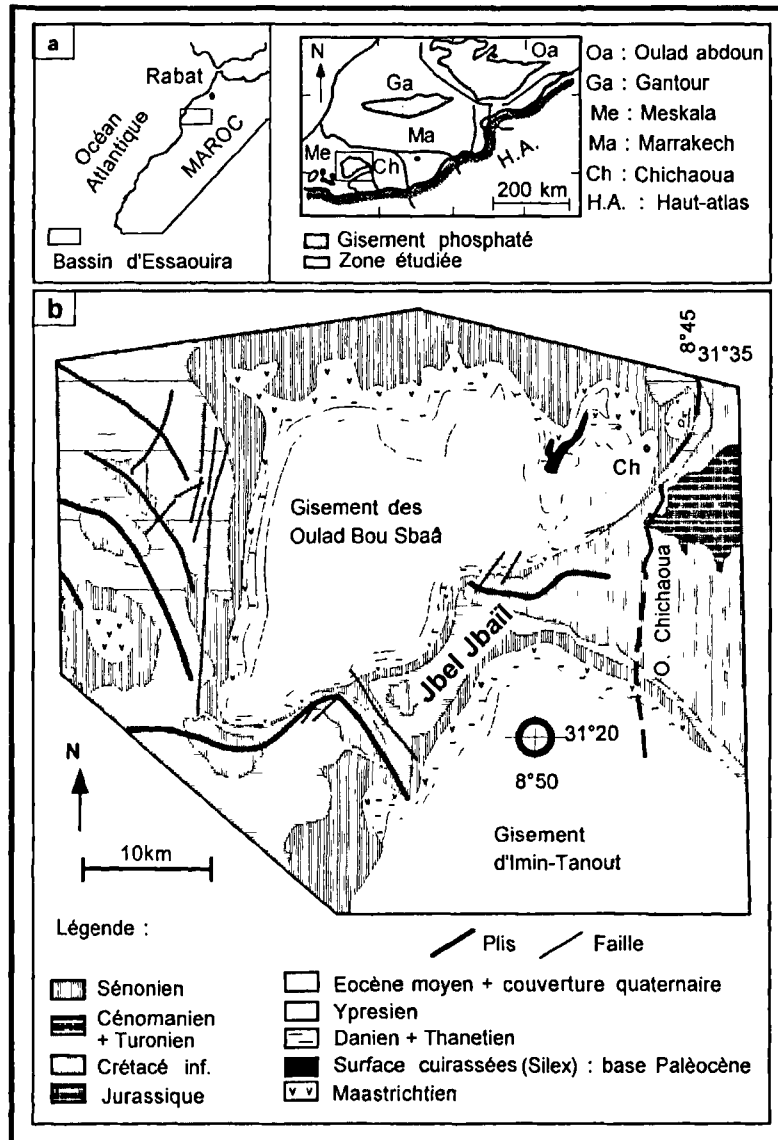 a
Rabat
Océan
Atlantique
MAROC
Bassin d'Essaouira
N
Oa
Ga
Ma
Me
Ch
H.A.
200 km
Gisement phosphaté
Zone étudiée
Oa : Oulad abdoun
Ga : Gantour
Me : Meskala
Ma : Marrakech
Ch : Chichaoua
H.A. : Haut-atlas
b
8°45
31°35
Ch
Gisement des
Oulad Bou Sbaâ
Jbel Jbaïl
O. Chichaoua
31°20
8°50
N
10km
Gisement
d'Imin-Tanout
Légende :
Plis
Faille
Sénonien
Cénomanien
+ Turonien
Crétacé inf.
Jurassique
Eocène moyen + couverture quaternaire
Ypresien
Danien + Thanetien
Surface cuirassées (Silex) : base Palèocène
Maastrichtien